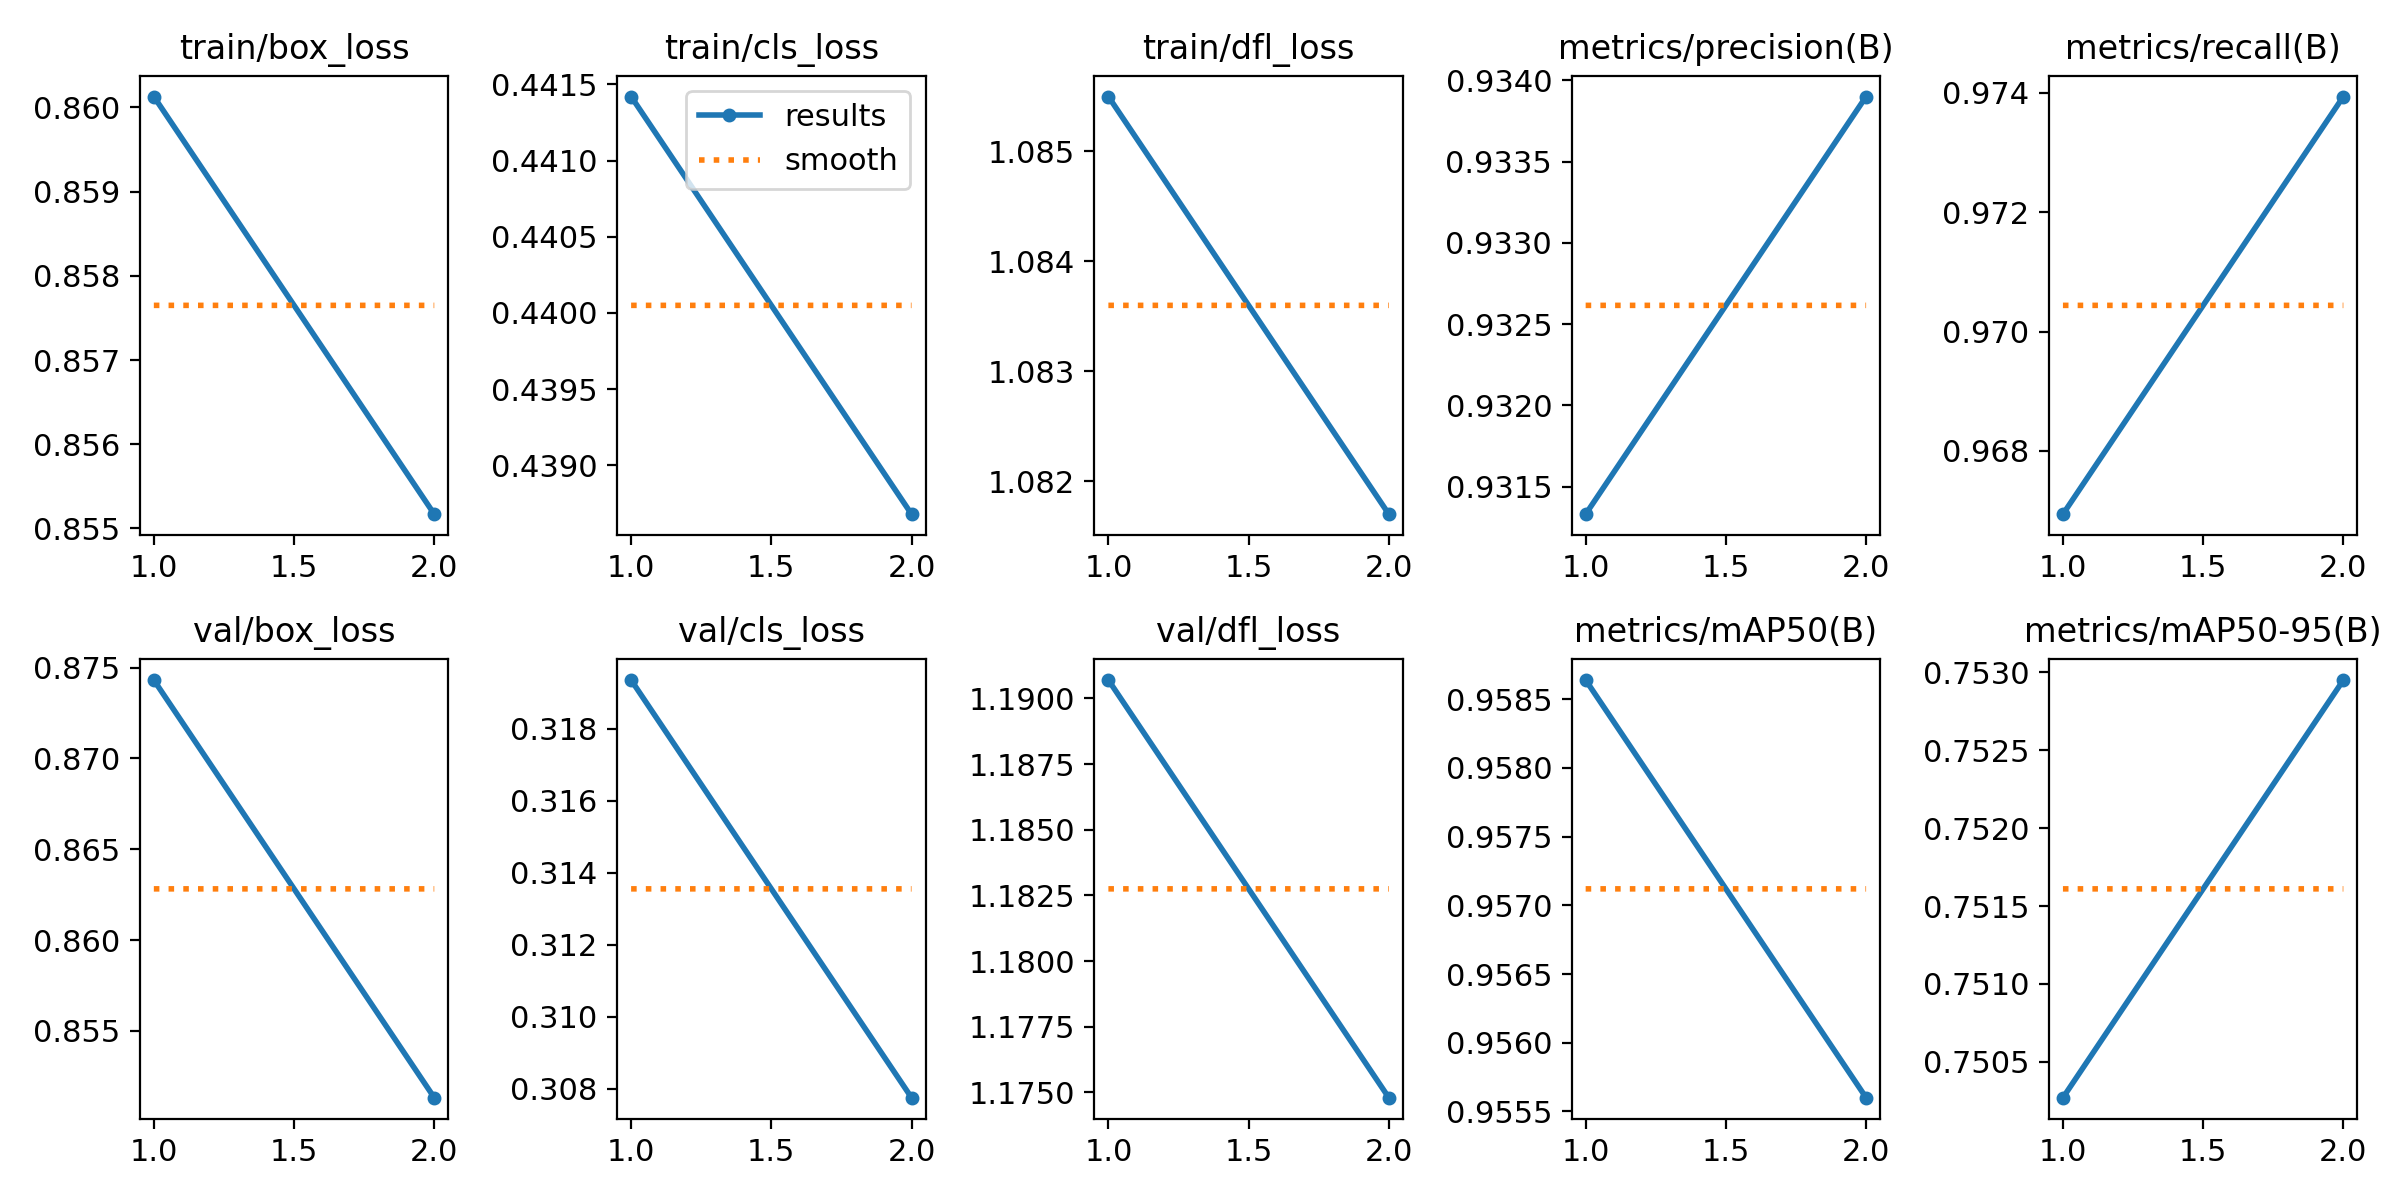 train/box_loss
0.860
0.859
0.858
0.857
0.856
0.855
1.0 1.5 2.0
train/cls_loss
0.4415
0.4410
0.4405
0.4400
0.4395
0.4390
results
smooth
1.0 1.5 2.0
train/dfl_loss
1.085
1.084
1.083
1.082
1.0 1.5 2.0
metrics/precision(B)
0.9340
0.9335
0.9330
0.9325
0.9320
0.9315
1.0 1.5 2.0
metrics/recall(B)
0.974
0.972
0.970
0.968
1.0 1.5 2.0
val/box_loss
0.875
0.870
0.865
0.860
0.855
1.0 1.5 2.0
val/cls_loss
0.318
0.316
0.314
0.312
0.310
0.308
1.0 1.5 2.0
val/dfl_loss
1.1900
1.1875
1.1850
1.1825
1.1800
1.1775
1.1750
1.0 1.5 2.0
metrics/mAP50(B)
0.9585
0.9580
0.9575
0.9570
0.9565
0.9560
0.9555
1.0 1.5 2.0
metrics/mAP50-95(B)
0.7530
0.7525
0.7520
0.7515
0.7510
0.7505
1.0 1.5 2.0